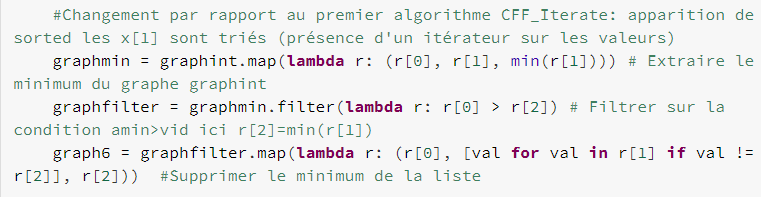 #Changement par rapport au premier algorithme CFF_Iterate: apparition de
sorted les x[1] sont triés (présence d'un itérateur sur les valeurs)
graphmin = graphint.map(lambda r: (r[0], r[1], min(r[1]))) # Extraire le
minimum du graphe graphint
graphfilter = graphmin.filter(lambda r: r[0] > r[2]) # Filtrer sur la
condition amin>vid ici r[2]=min(r[1])
graph6 = graphfilter.map(lambda r: (r[0], [val for val in r[1] if val !=
r[2]], r[2]))  #Supprimer le minimum de la liste